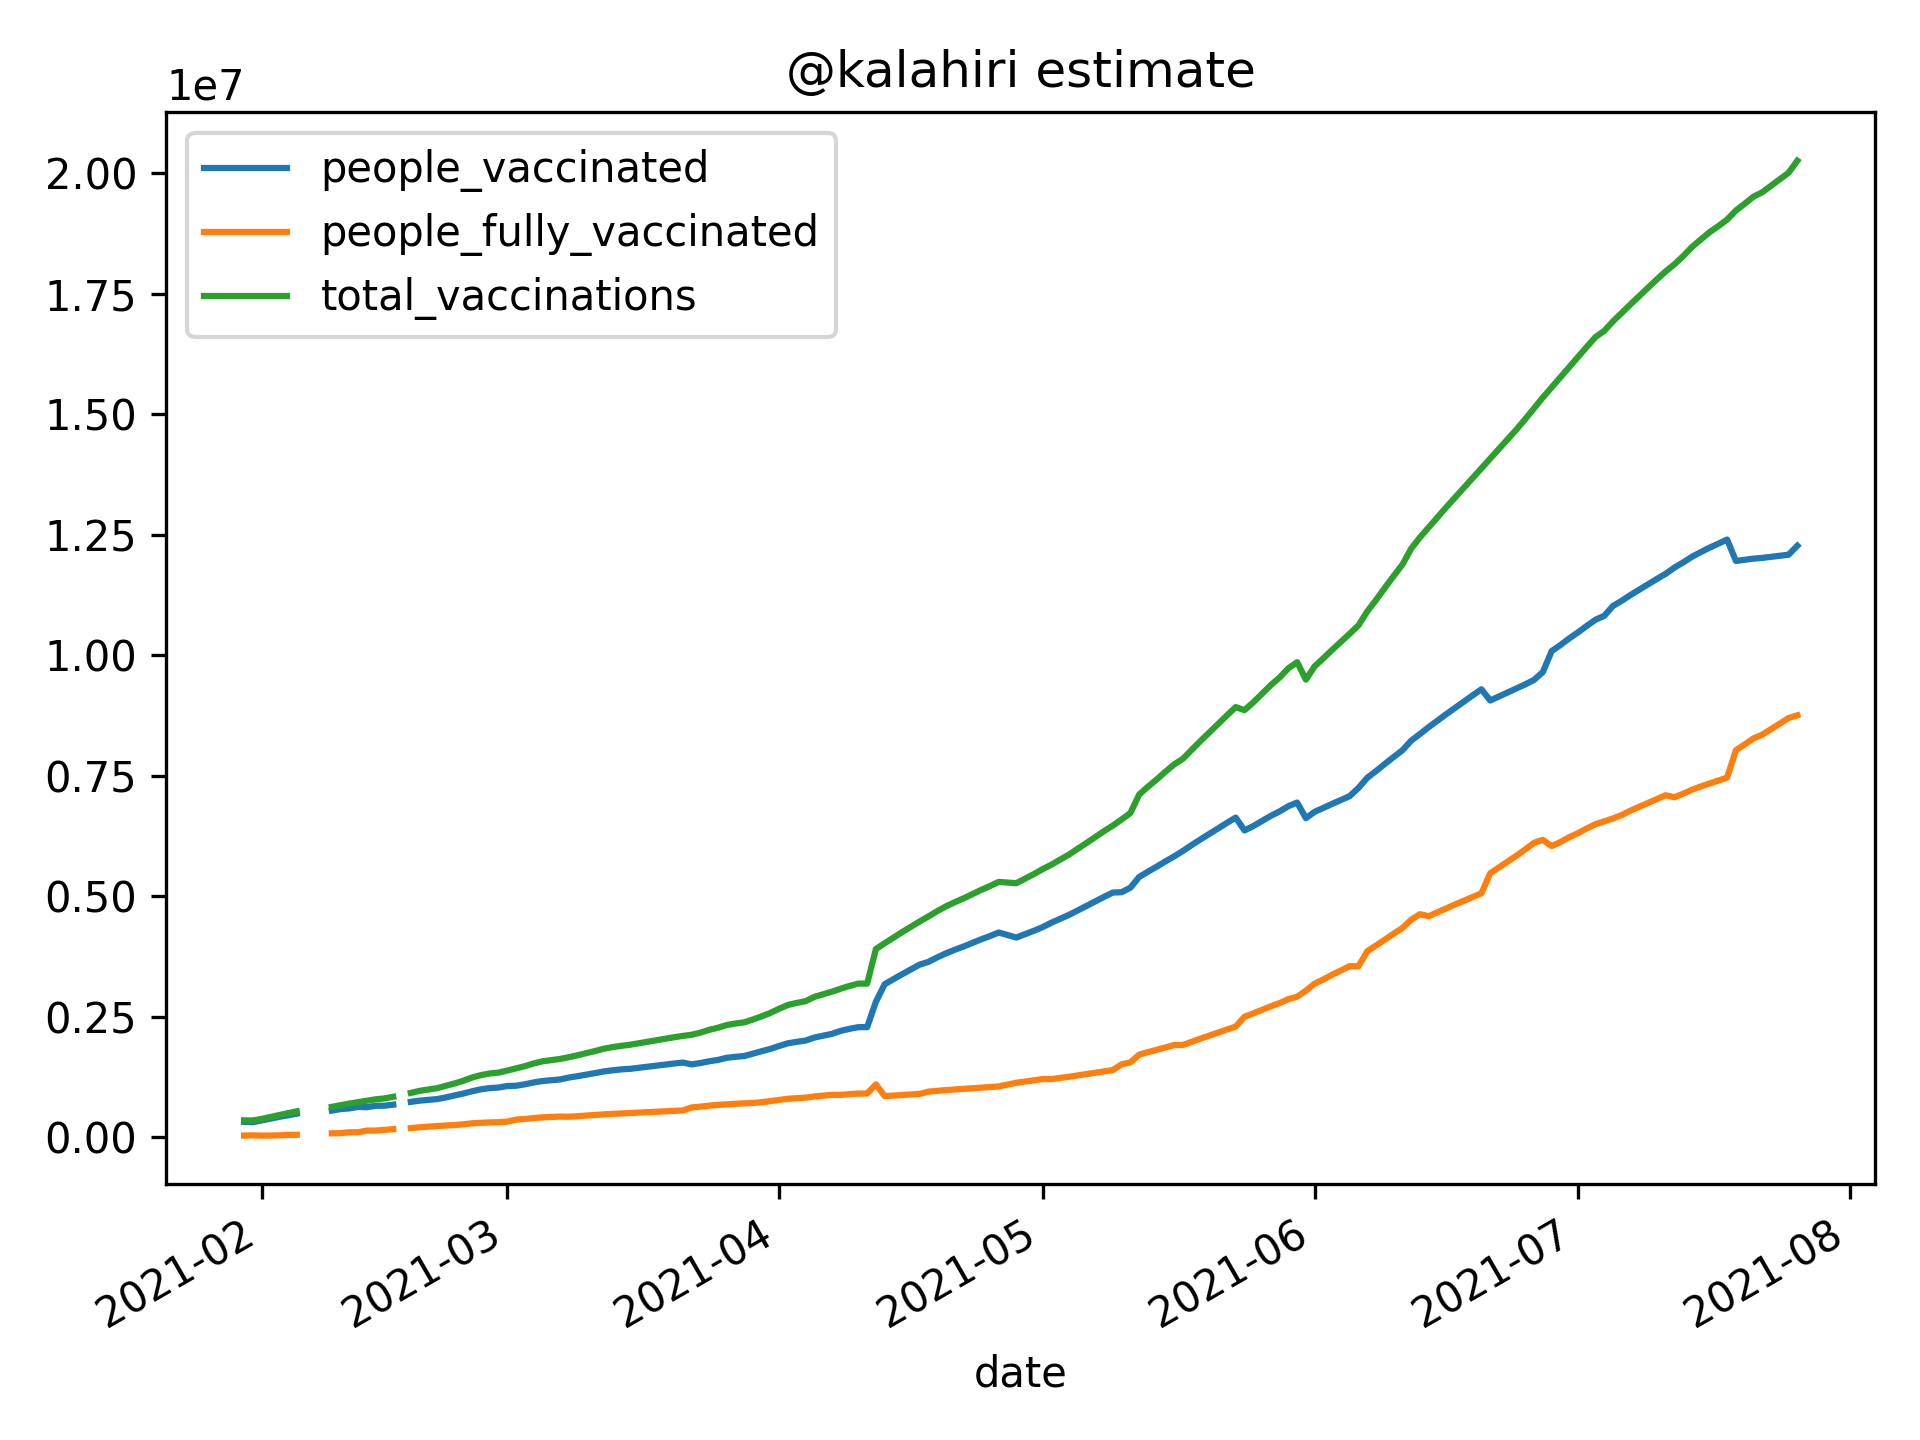 @kalahiri estimate
1e7
people_vaccinated
people_fully_vaccinated
total_vaccinations
2.00
1.75
1.50
1.25
1.00
0.75
0.50
0.25
0.00
2021-02
2021-03
2021-04
2021-05
2021-06
2021-07
2021-08
date